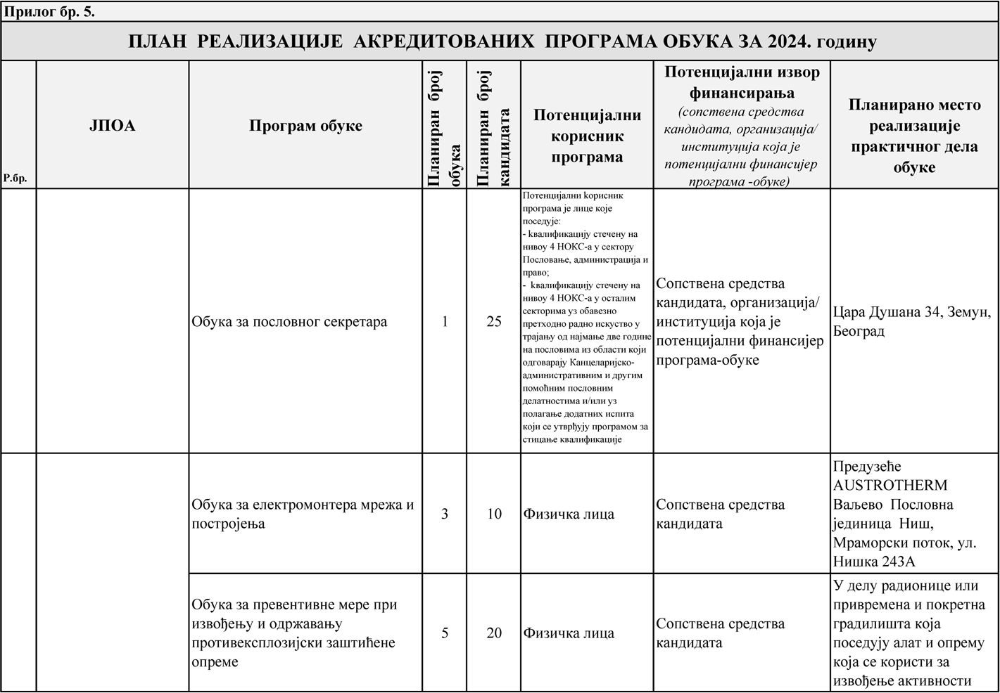 Прилог бр. 5.
ПЛАН РЕАЛИЗАЦИЈЕ АКРЕДИТОВАНИХ ПРОГРАМА ОБУКА ЗА 2024. годину
Р.бр.
ЈПОА
Програм обуке
Планиран број
обука
Планиран број
кандидата
Потенцијални
корисник
програма
Потенцијални извор
финансирања
(сопствена средства
кандидата, организација/
институција која је
потенцијални финансијер
програма -обуке)
Планирано место
реализације
практичног дела
обуке
Обука за пословног секретара
1
25
Потенцијални kорисник
програма је лице које
поседује:
- kвалификацију стечену на
нивоу 4 НОКС-а у сектору
Пословање, администрација и
право;
- kвалификацију стечену на
нивоу 4 НОКС-а у осталим
секторима уз обавезно
претходно радно искуство у
трајању од најмање две године
на пословима из области који
одговарају Канцеларијско-
административним и другим
помоћним пословним
делатностима и/или уз
полагање додатних испита
који се утврђују програмом за
стицање квалификације
Сопствена средства
кандидата, организација/
институција која је
потенцијални финансијер
програма-обуке
Цара Душана 34, Земун,
Београд
Обука за електромонтера мрежа и
постројења
3
10
Физичка лица
Сопствена средства
кандидата
Предузеће
AUSTROTHERM
Ваљево Пословна
јединица Ниш,
Мраморски поток, ул.
Нишка 243А
Обука за превентивне мере при
извођењу и одржавању
противексплозијски заштићене
опреме
5
20
Физичка лица
Сопствена средства
кандидата
У делу радионице или
привремена и покретна
градилишта која
поседују алат и опрему
која се користи за
извођење активности